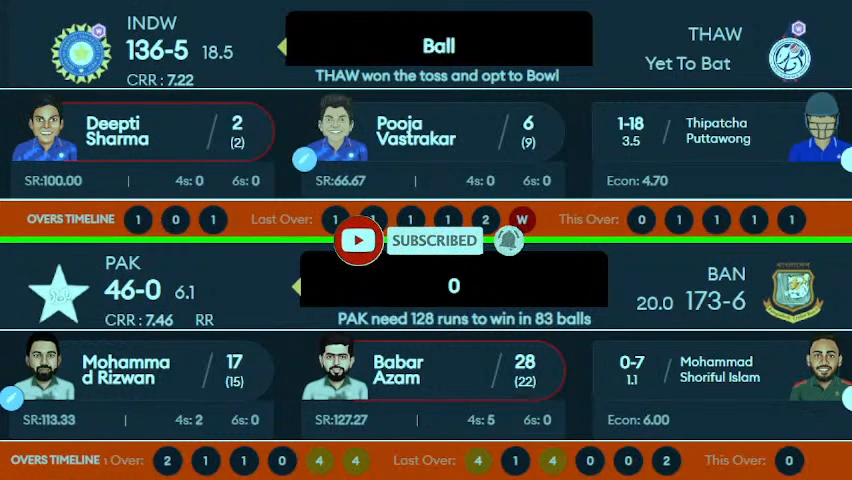 INDW
136-5 18.5
CRR : 7.22
Ball
THAW won the toss and opt to Bowl
THAW
Yet To Bat
Deepti
Sharma
2
(2)
SR:100.00 | 4s: 0 6s: 0
Pooja
Vastrakar
6
(9)
SR:66.67 4s: 0 6s: 0
1-18
3.5
Thipatcha
Puttawong
Econ: 4.70
OVERS TIMELINE 1 0 1 Last Over: 1 1 1 1 2 W This Over: 0 1 1 1 1
SUBSCRIBED
PAK
46-0 6.1
CRR : 7.46 RR
0
PAK need 128 runs to win in 83 balls
BAN
20.0 173-6
বাংলাদেশ
Mohamma
d Rizwan
17
(15)
SR:113.33 | 4s: 2 6s: 0
Babar
Azam
28
(22)
SR:127.27 | 4s: 5 6s: 0
0-7
1.1
Mohammad
Shoriful Islam
Econ: 6.00
OVERS TIMELINE 1 Over: 2 1 1 0 4 4 Last Over: 4 1 4 0 0 2 This Over: 0